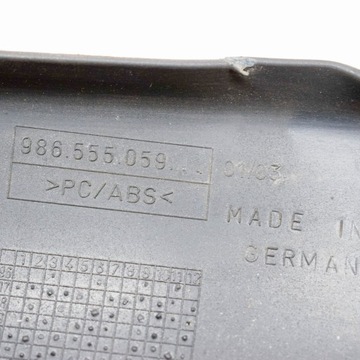 986.555.059...
01/03
>PC/ABS<
MADE IN
GERMAN
1 2 3 4 5 6 7 8 9 10 11 12